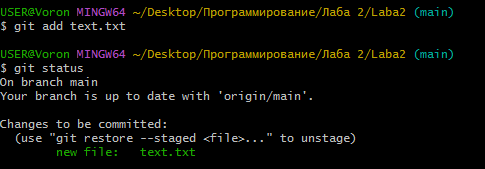 USER@Voron MINGW64 ~/Desktop/Программирование/Лаба 2/Laba2 (main)
$ git add text.txt
USER@Voron MINGW64 ~/Desktop/Программирование/Лаба 2/Laba2 (main)
$ git status
On branch main
Your branch is up to date with 'origin/main'.
Changes to be committed:
(use "git restore --staged <file>..." to unstage)
new file: text.txt